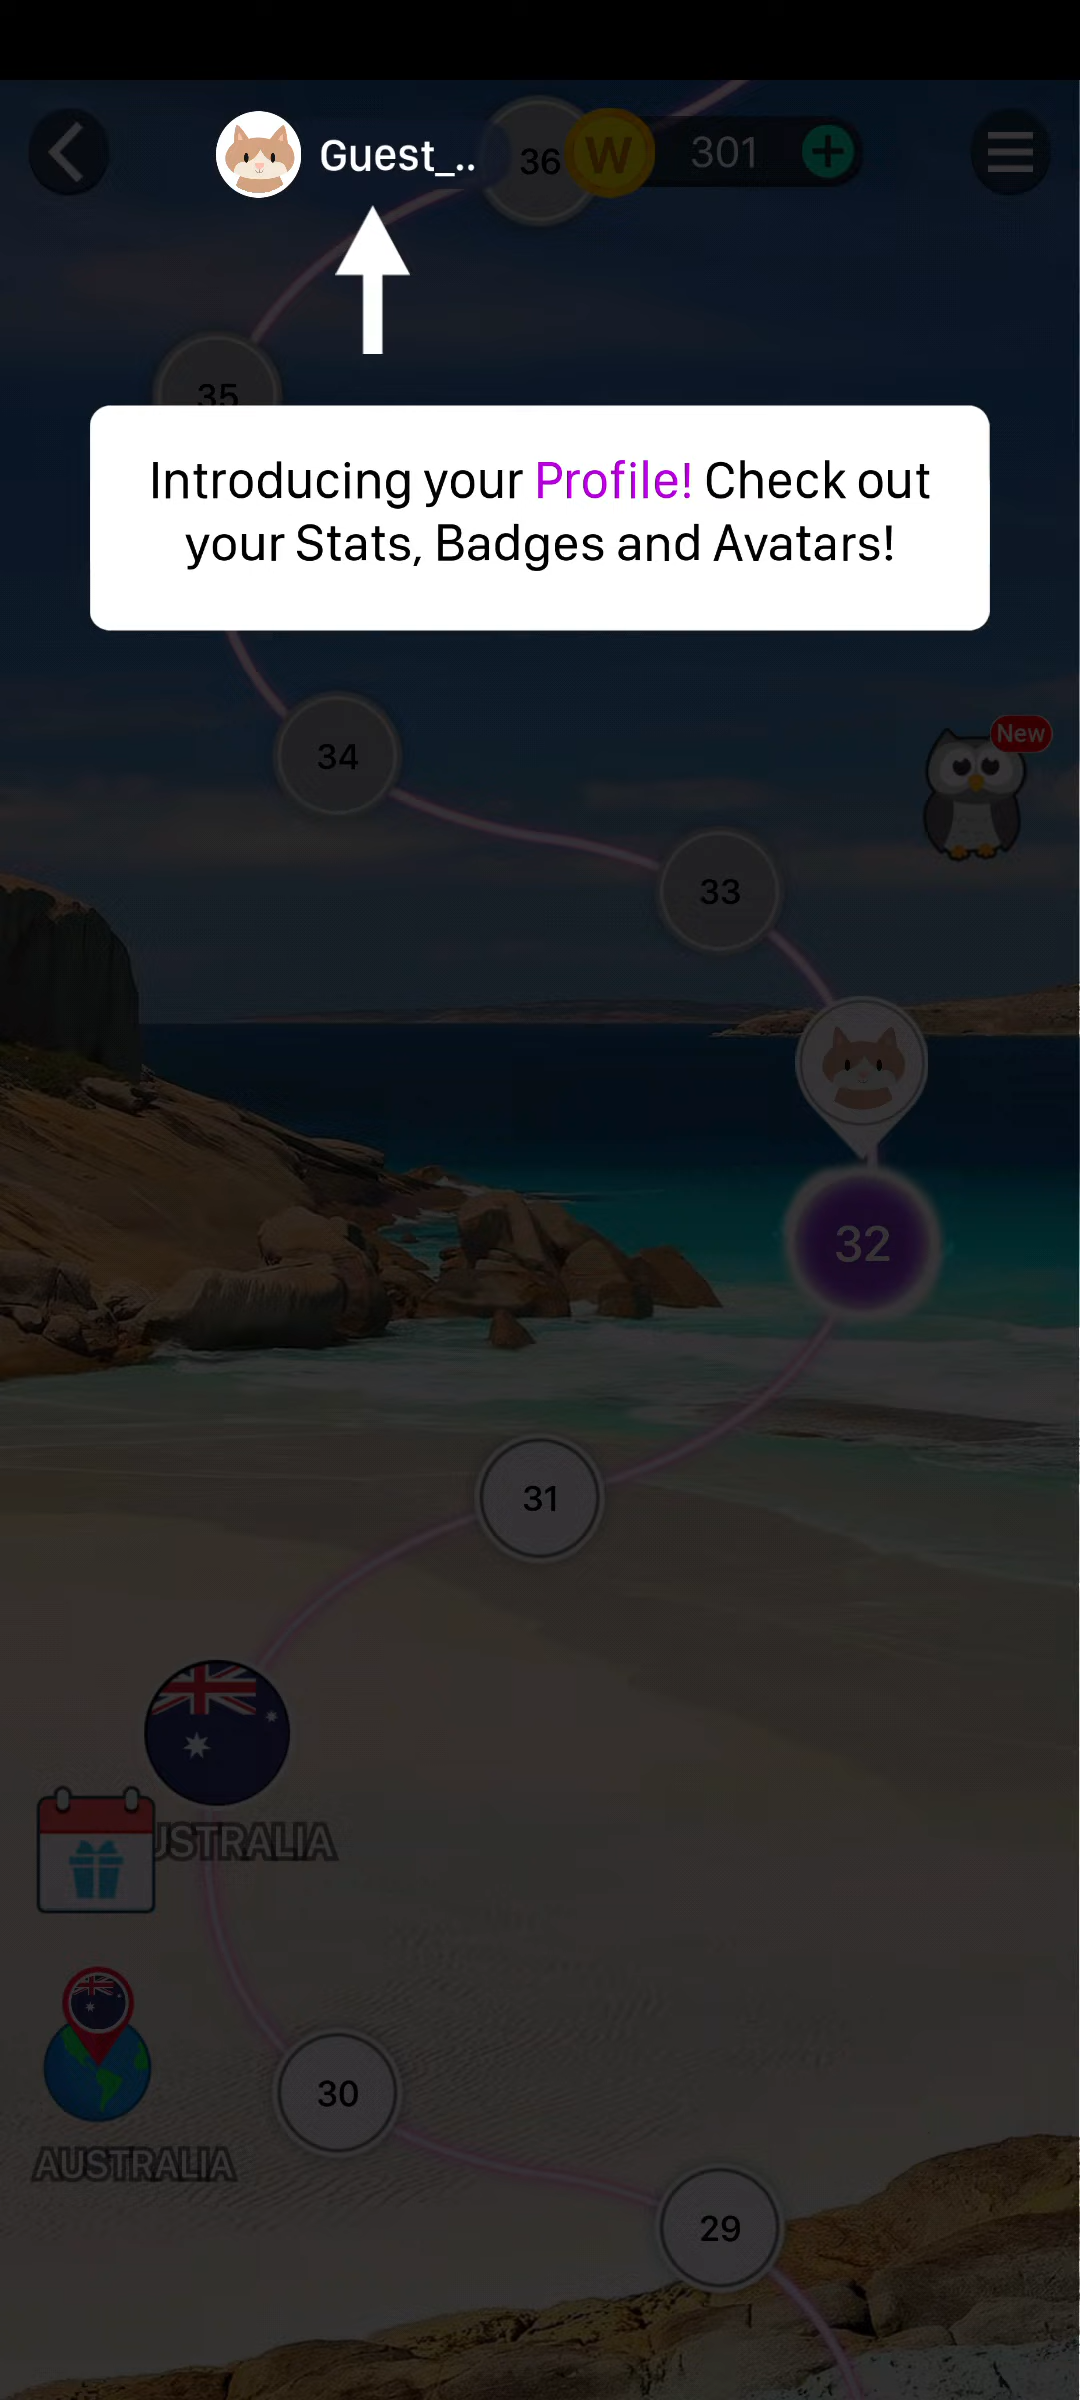 Guest_..
36
W
301
35
Introducing your Profile! Check out
your Stats, Badges and Avatars!
34
New
33
32
31
USTRALIA
30
AUSTRALIA
29